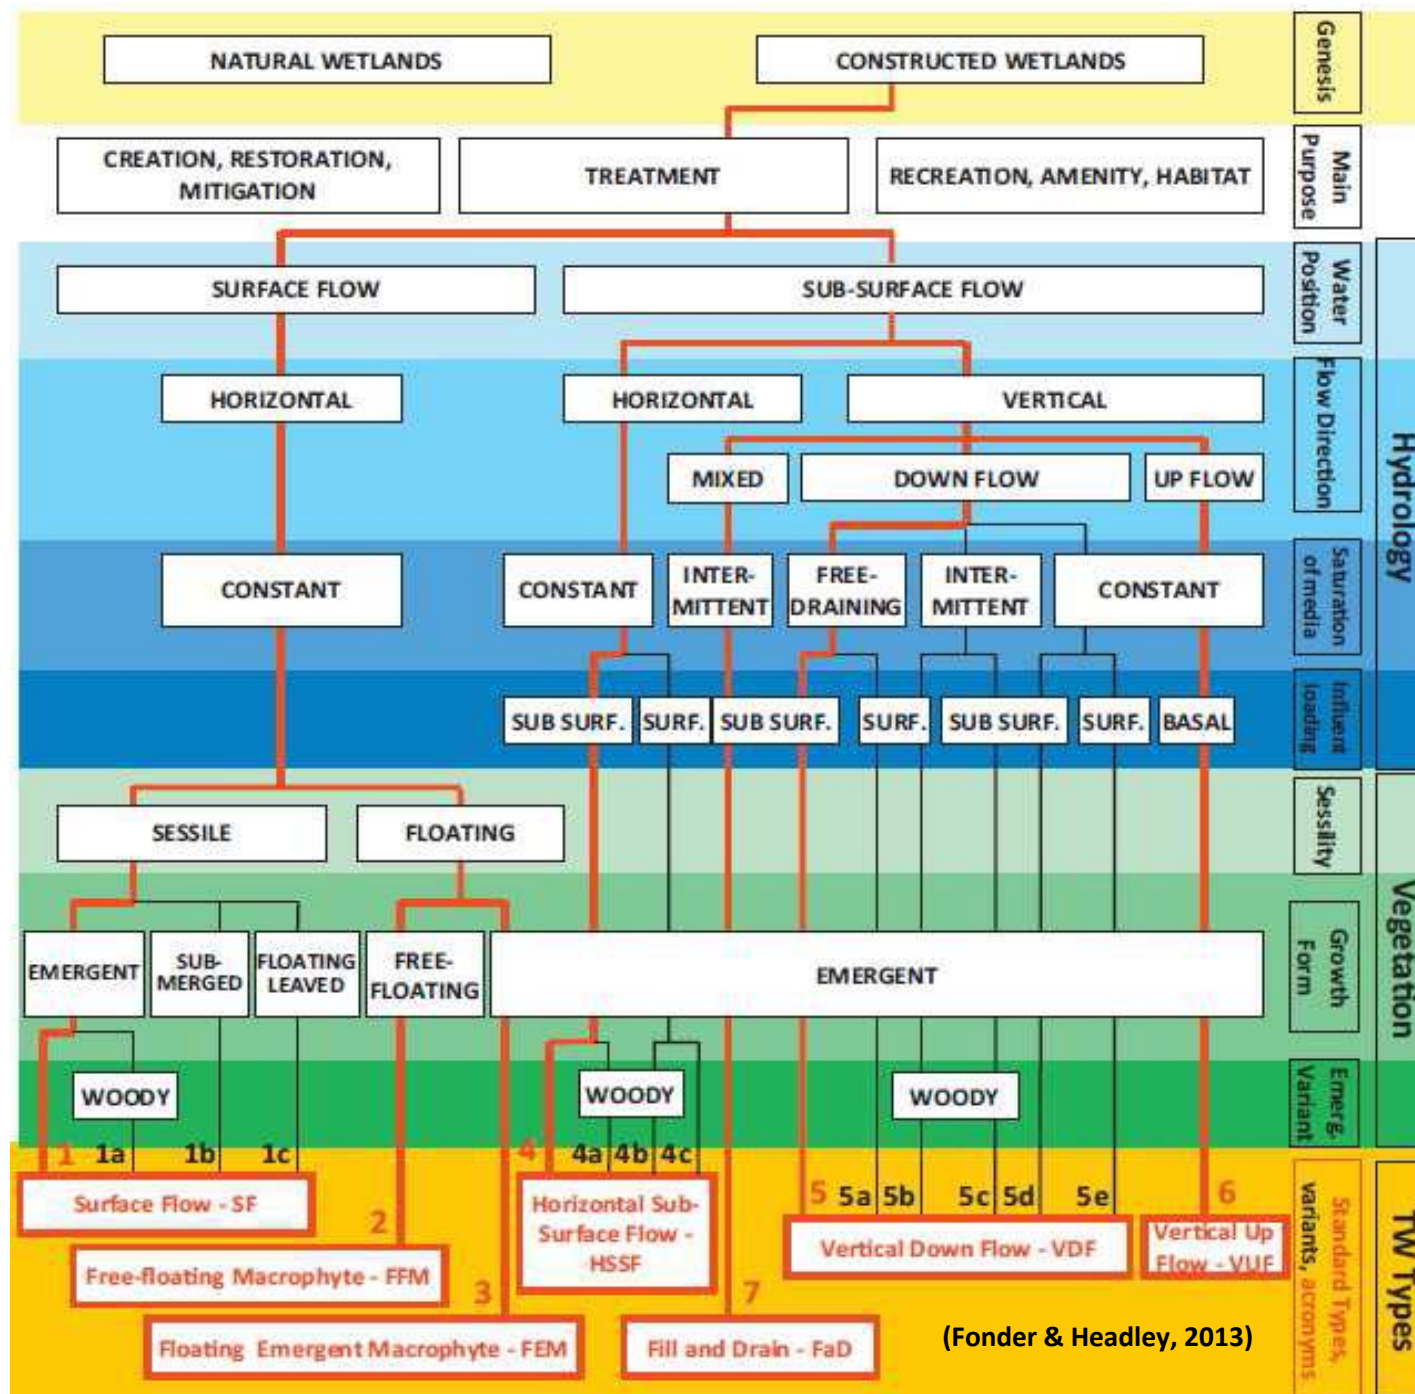 NATURAL WETLANDS
CONSTRUCTED WETLANDS
Genesis
CREATION, RESTORATION,
MITIGATION
TREATMENT
RECREATION, AMENITY, HABITAT
Main
Purpose
SURFACE FLOW
SUB-SURFACE FLOW
Water
Position
HORIZONTAL
HORIZONTAL
VERTICAL
Flow Direction
MIXED
DOWN FLOW
UP FLOW
Hydrology
CONSTANT
CONSTANT
INTER-
MITTENT
FREE-
DRAINING
INTER-
MITTENT
CONSTANT
Saturation
of media
SUB SURF.
SURF.
SUB SURF.
SURF.
SUB SURF.
SURF.
BASAL
Influent
loading
SESSILE
FLOATING
Sessility
EMERGENT
SUB-
MERGED
FLOATING
LEAVED
FREE-
FLOATING
EMERGENT
Growth
Form
Vegetation
WOODY
WOODY
WOODY
Emerg.
Variant
1
1a
1b
1c
4
4a
4b
4c
5
5a
5b
5c
5d
5e
6
Surface Flow - SF
2
Free-floating Macrophyte - FFM
3
Floating Emergent Macrophyte - FEM
Horizontal Sub-
Surface Flow -
HSSF
7
Fill and Drain - FaD
Vertical Down Flow - VDF
Vertical Up
Flow - VUF
(Fonder & Headley, 2013)
Standard Types,
variants, acronyms
TW Types